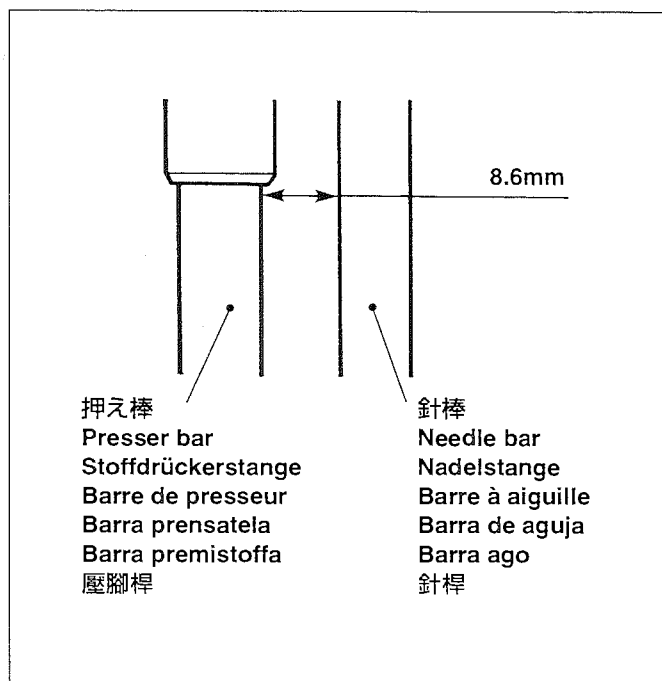 8.6mm
押え棒
Presser bar
Stoffdrückerstange
Barre de presseur
Barra prensatela
Barra premistoffa
壓腳桿
針棒
Needle bar
Nadelstange
Barre à aiguille
Barra de aguja
Barra ago
針桿